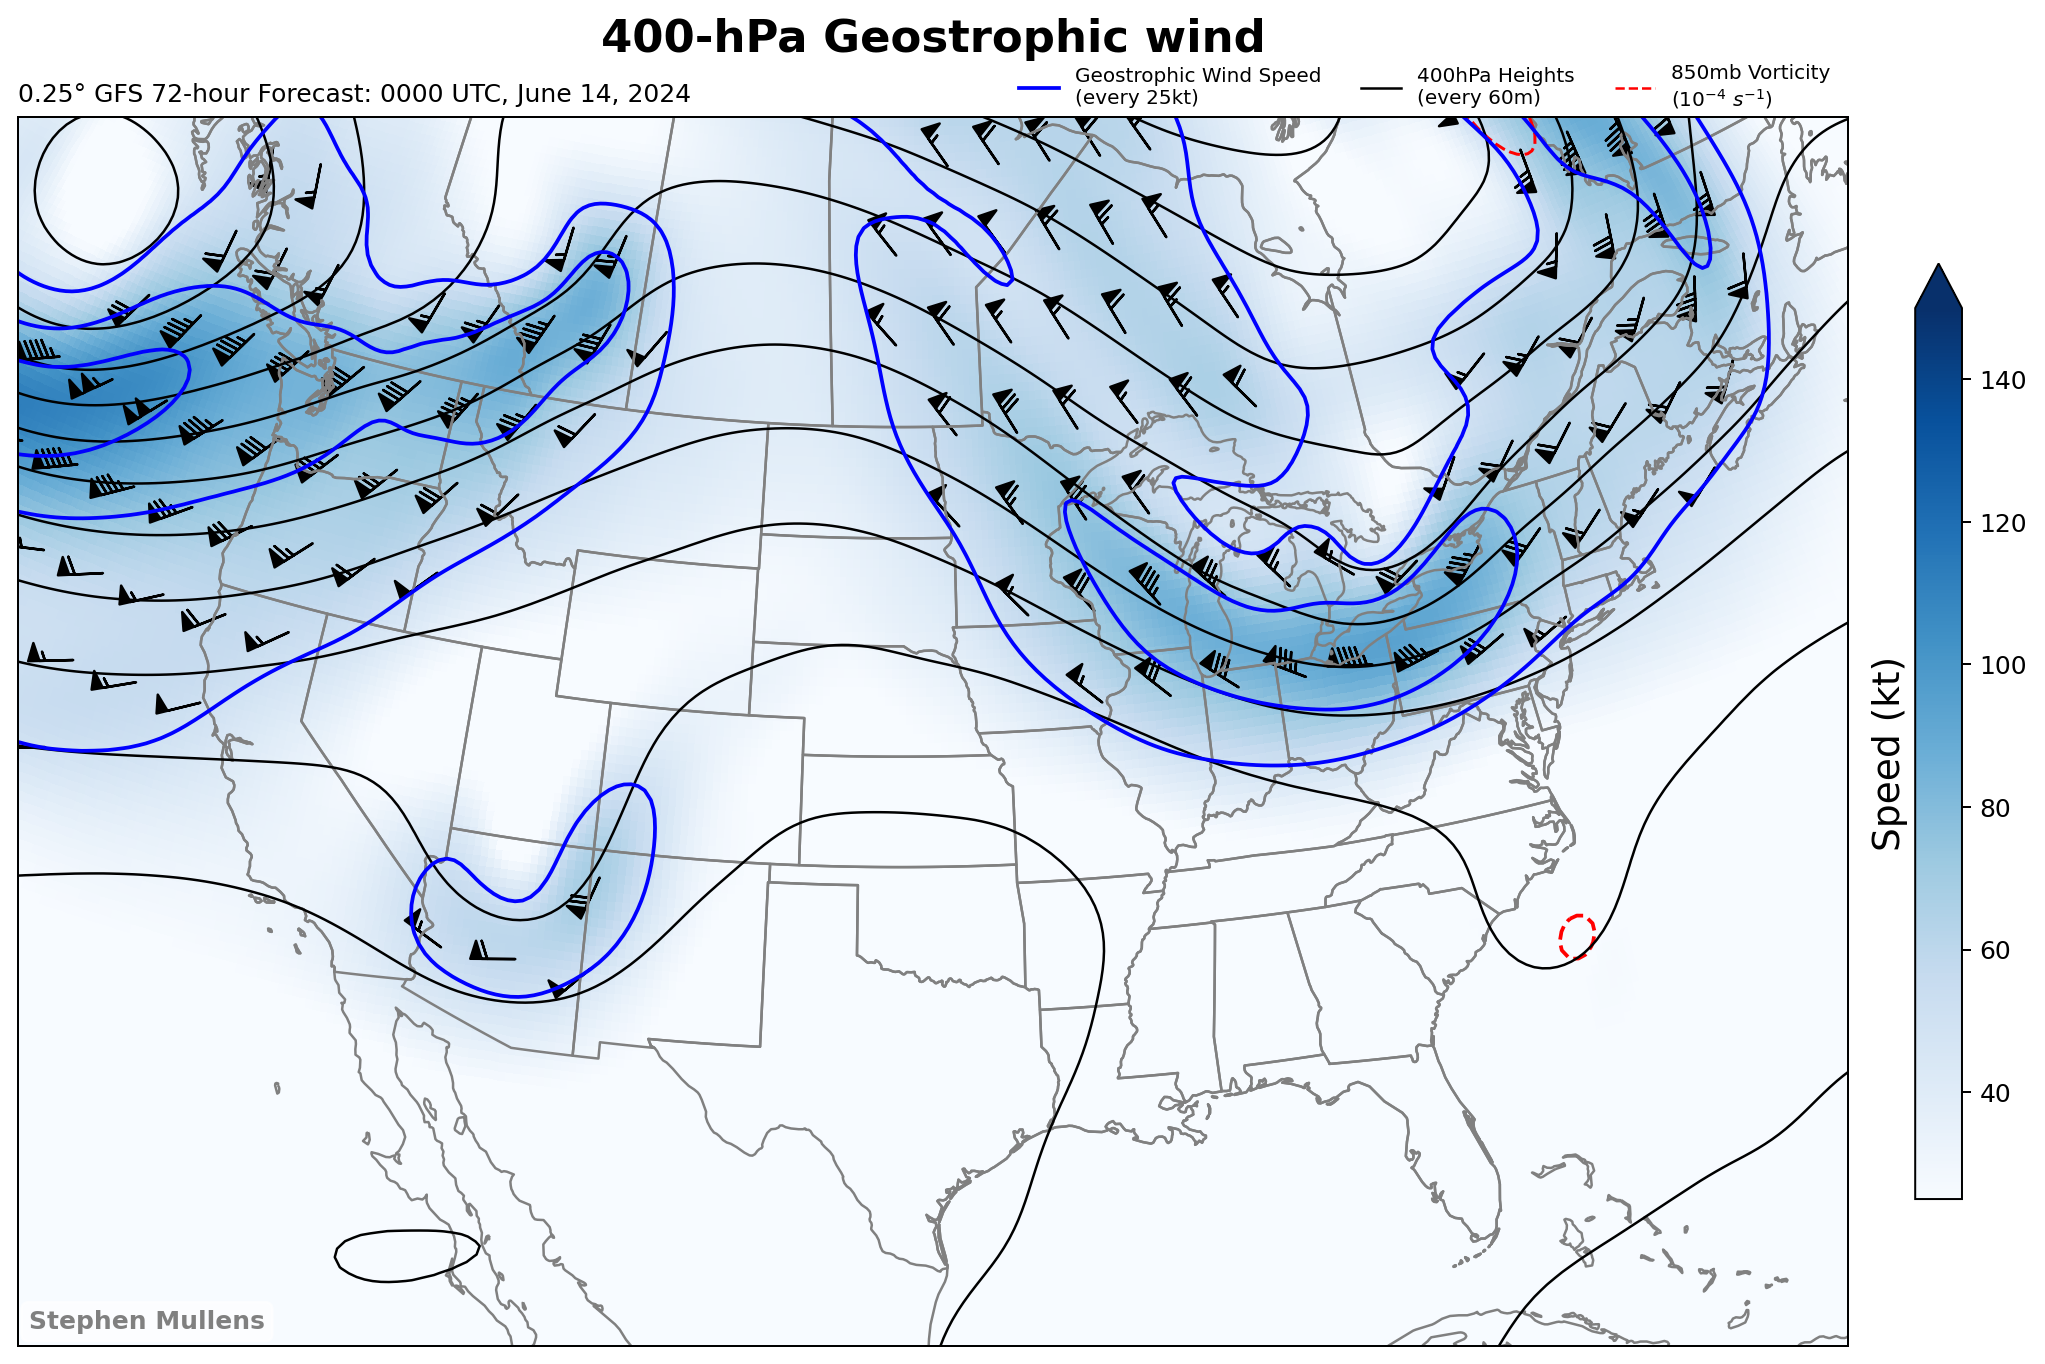 400-hPa Geostrophic wind
0.25° GFS 72-hour Forecast: 0000 UTC, June 14, 2024
Geostrophic Wind Speed
(every 25kt)
400hPa Heights
(every 60m)
850mb Vorticity
(10⁻⁴ s⁻¹)
140
120
100
80
60
40
Speed (kt)
Stephen Mullens